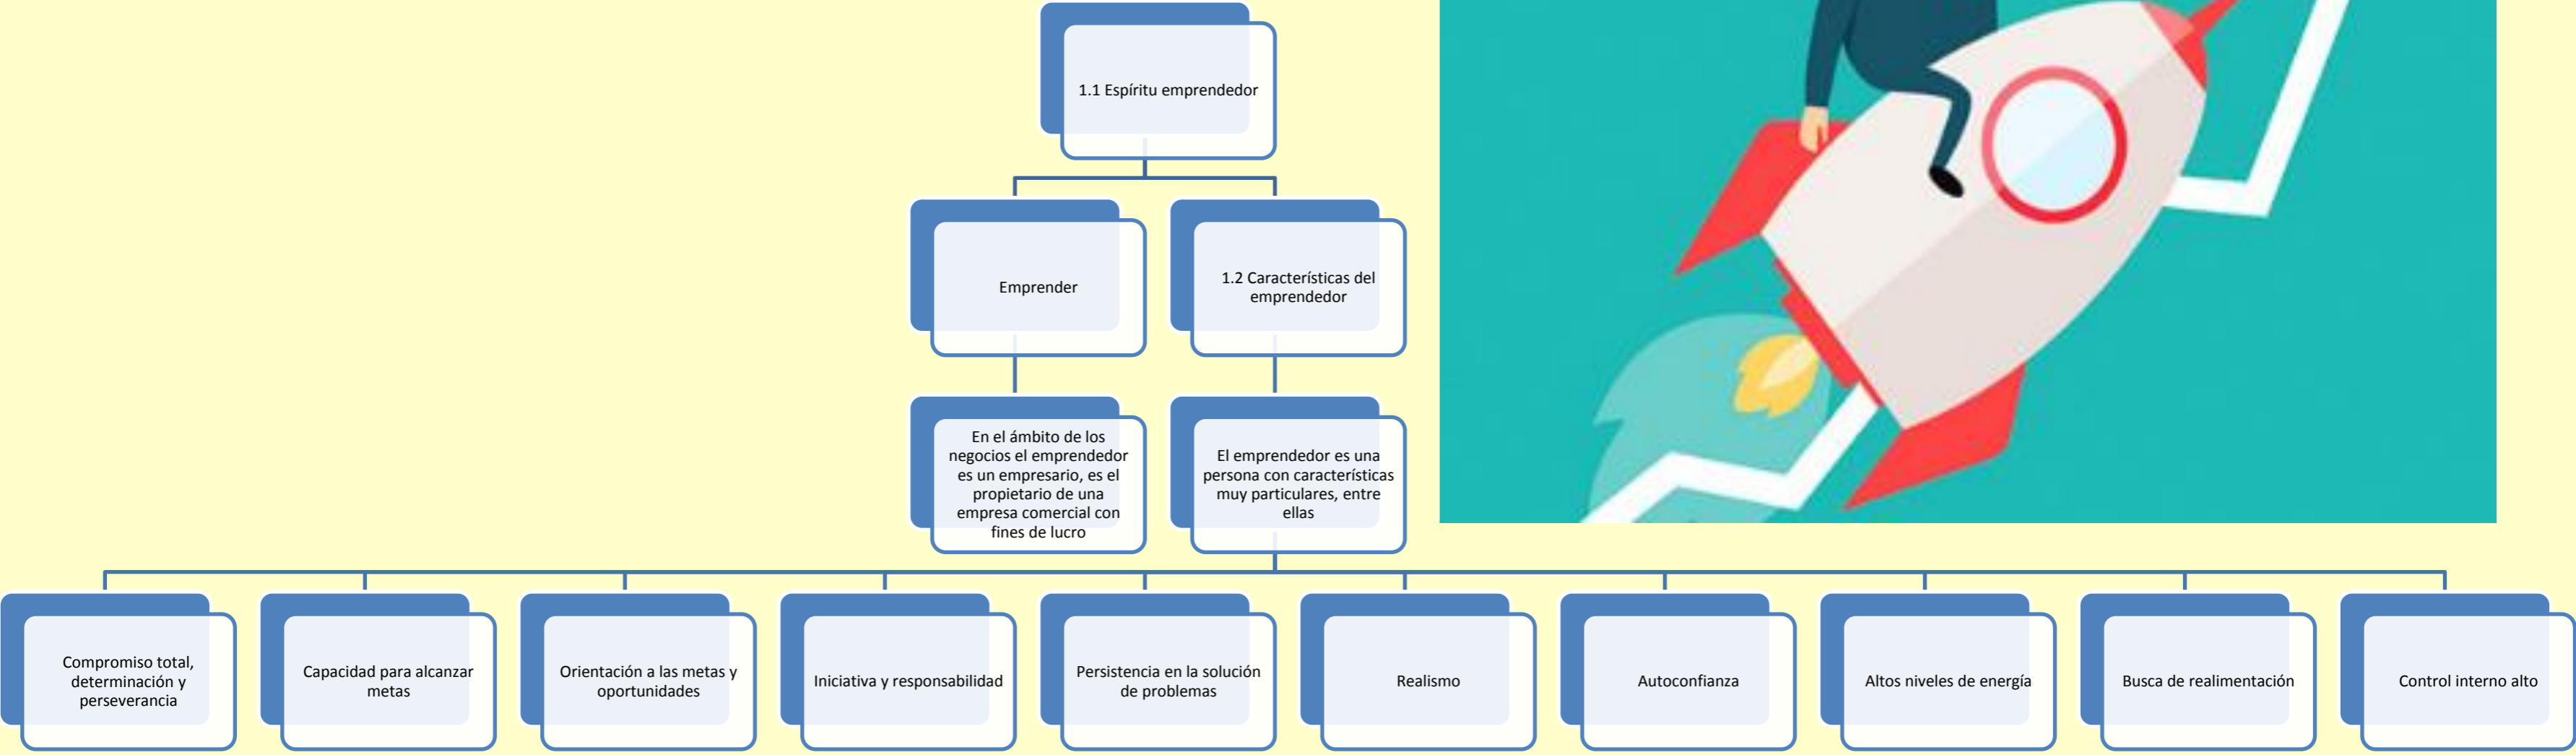 1.1 Espíritu emprendedor
Emprender
1.2 Características del
emprendedor
En el ámbito de los
negocios el emprendedor
es un empresario, es el
propietario de una
empresa comercial con
fines de lucro
El emprendedor es una
persona con características
muy particulares, entre
ellas
Compromiso total,
determinación y
perseverancia
Capacidad para alcanzar
metas
Orientación a las metas y
oportunidades
Iniciativa y responsabilidad
Persistencia en la solución
de problemas
Realismo
Autoconfianza
Altos niveles de energía
Busca de realimentación
Control interno alto